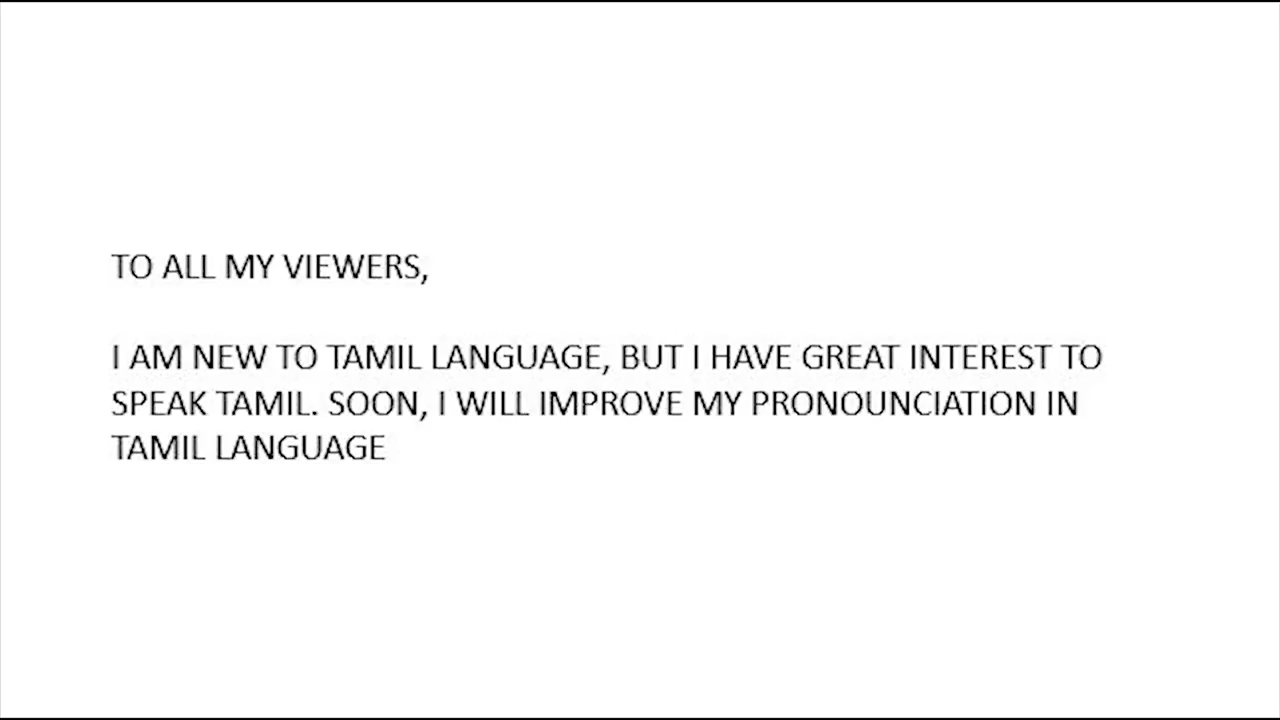 TO ALL MY VIEWERS,
I AM NEW TO TAMIL LANGUAGE, BUT I HAVE GREAT INTEREST TO
SPEAK TAMIL. SOON, I WILL IMPROVE MY PRONOUNCIATION IN
TAMIL LANGUAGE